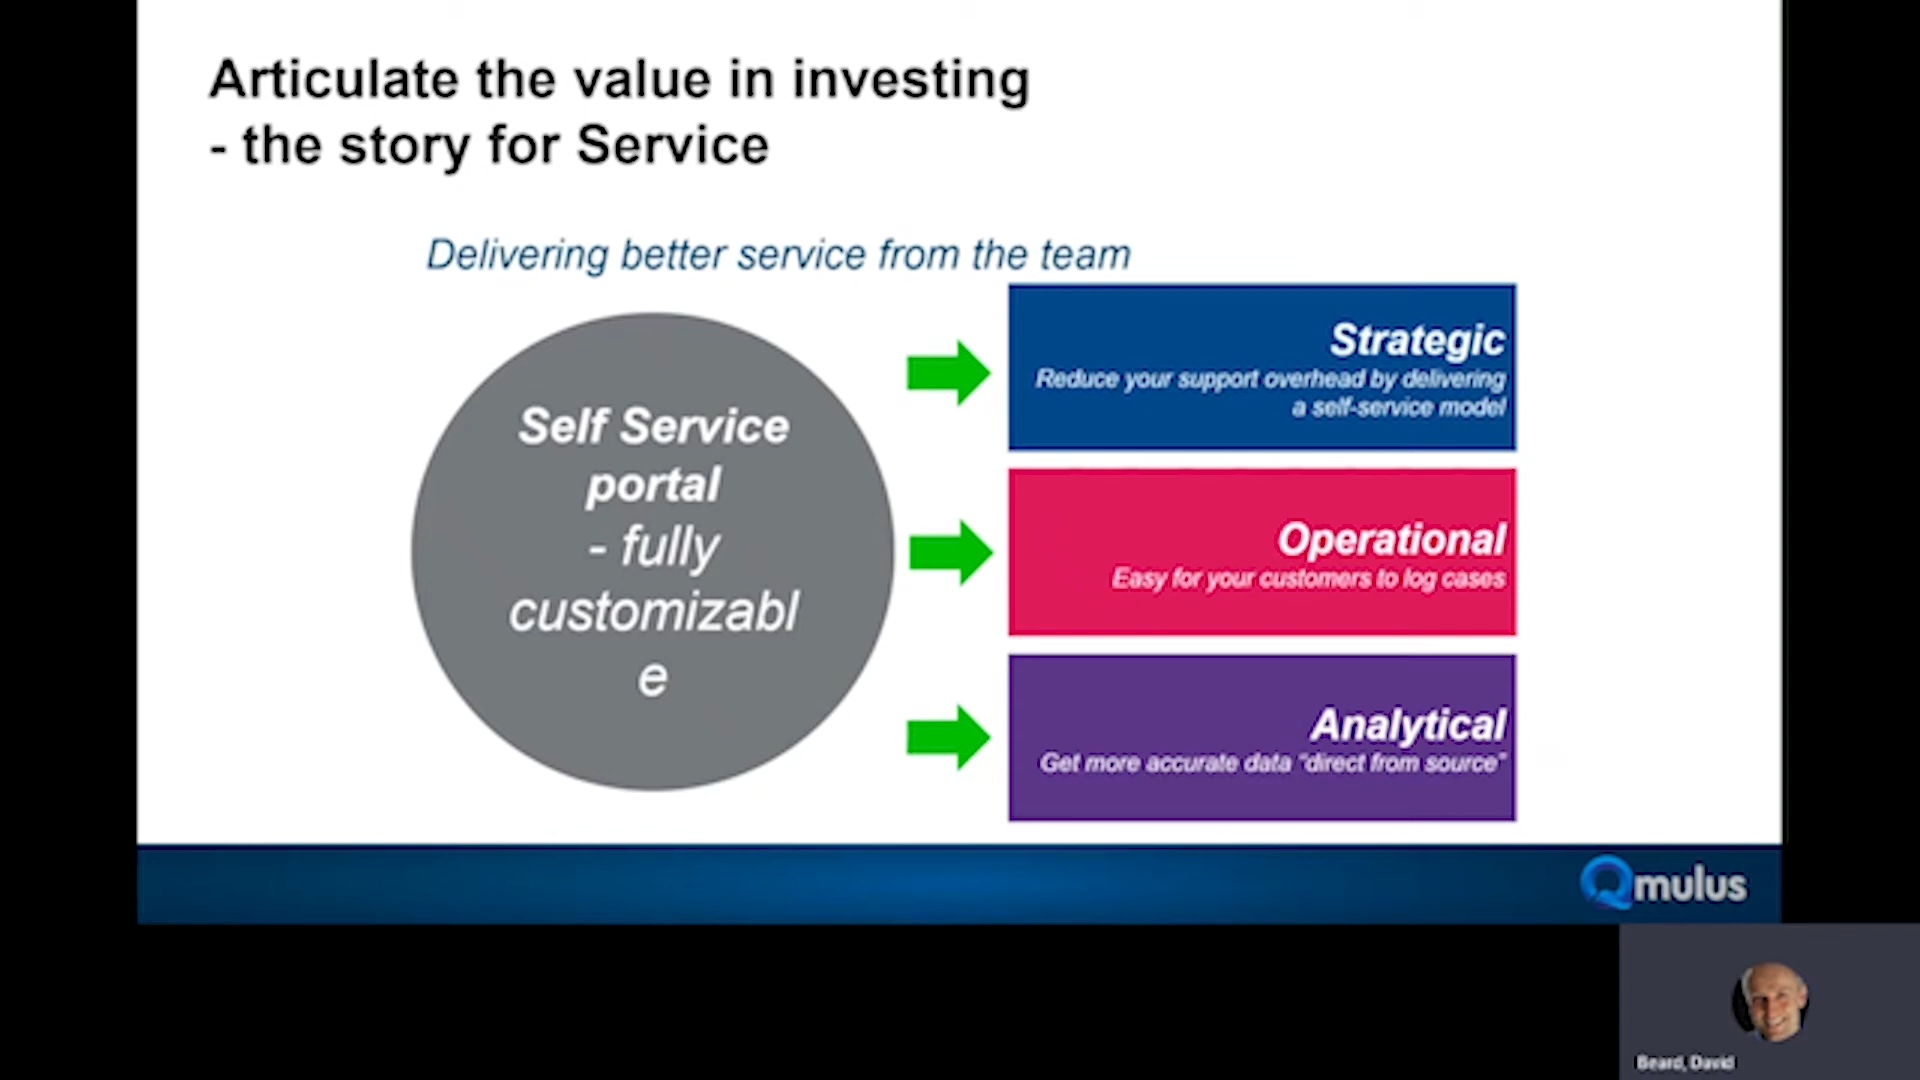 Articulate the value in investing
- the story for Service
Delivering better service from the team
Self Service
portal
- fully
customizabl
e
Strategic
Reduce your support overhead by delivering
a self-service model
Operational
Easy for your customers to log cases
Analytical
Get more accurate data "direct from source"
Qmulus
Beard, David